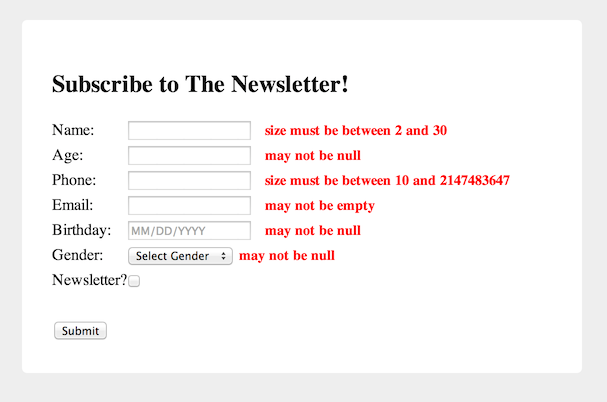 Subscribe to The Newsletter!
Name: size must be between 2 and 30
Age: may not be null
Phone: size must be between 10 and 2147483647
Email: may not be empty
Birthday: MM/DD/YYYY may not be null
Gender: Select Gender may not be null
Newsletter?
Submit